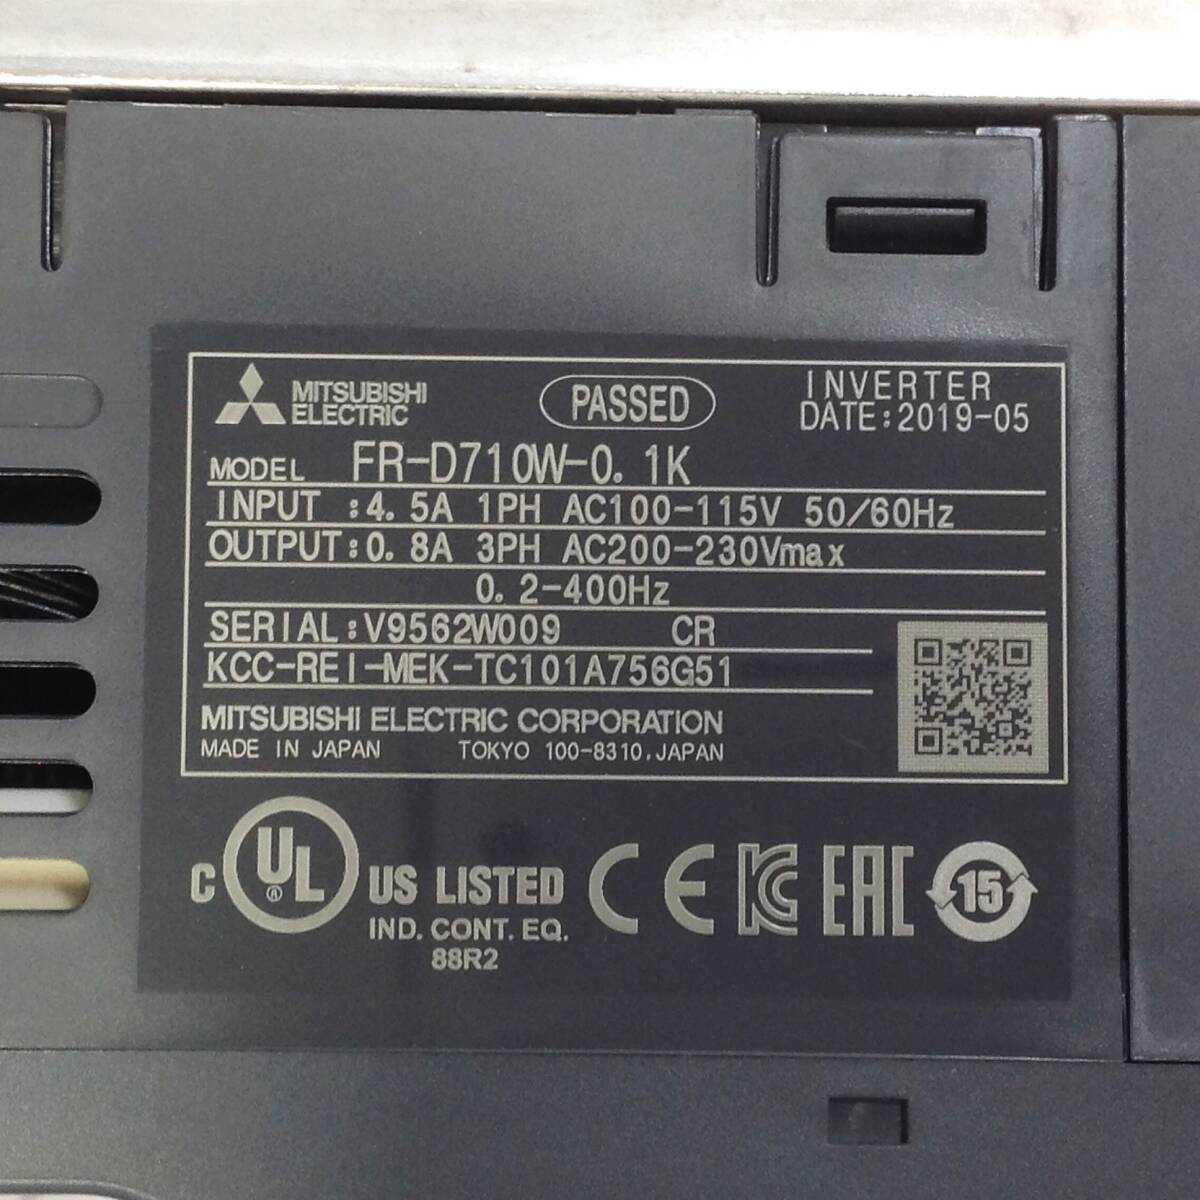 MITSUBISHI ELECTRIC
PASSED
INVERTER
DATE:2019-05
MODEL FR-D710W-0.1K
INPUT :4.5A 1PH AC100-115V 50/60Hz
OUTPUT:0.8A 3PH AC200-230Vmax
0.2-400Hz
SERIAL:V9562W009 CR
KCC-REI-MEK-TC101A756G51
MITSUBISHI ELECTRIC CORPORATION
MADE IN JAPAN TOKYO 100-8310,JAPAN
C UL ® US LISTED CE KC EAC 15
IND. CONT. EQ.
88R2